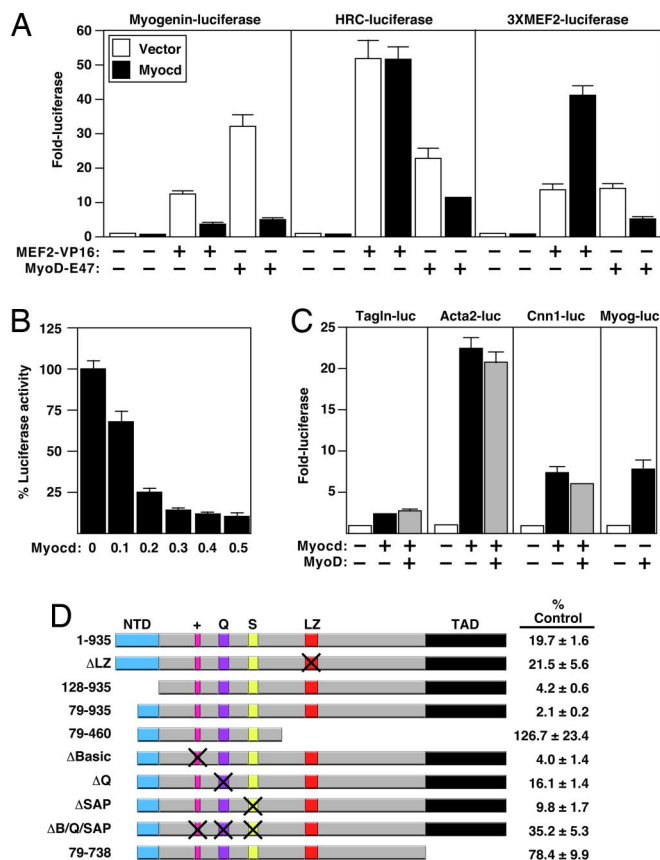 A
Myogenin-luciferase HRC-luciferase 3XMEF2-luciferase
Fold-luciferase
60
50
40
30
20
10
0
Vector
Myocd
MEF2-VP16: − − + + − − − − + + − − − − + + − −
MyoD-E47: − − − − + + − − − − + + − − − − + +
B
% Luciferase activity
125
100
75
50
25
Myocd: 0 0.1 0.2 0.3 0.4 0.5
C
Tagln-luc Acta2-luc Cnn1-luc Myog-luc
Fold-luciferase
25
20
15
10
5
Myocd: − + + − + + − + + − −
MyoD: − − + − − + − − + − +
D
NTD + Q S LZ TAD % Control
1-935 19.7 ± 1.6
ΔLZ 21.5 ± 5.6
128-935 4.2 ± 0.6
79-935 2.1 ± 0.2
79-460 126.7 ± 23.4
ΔBasic 4.0 ± 1.4
ΔQ 16.1 ± 1.4
ΔSAP 9.8 ± 1.7
ΔB/Q/SAP 35.2 ± 5.3
79-738 78.4 ± 9.9